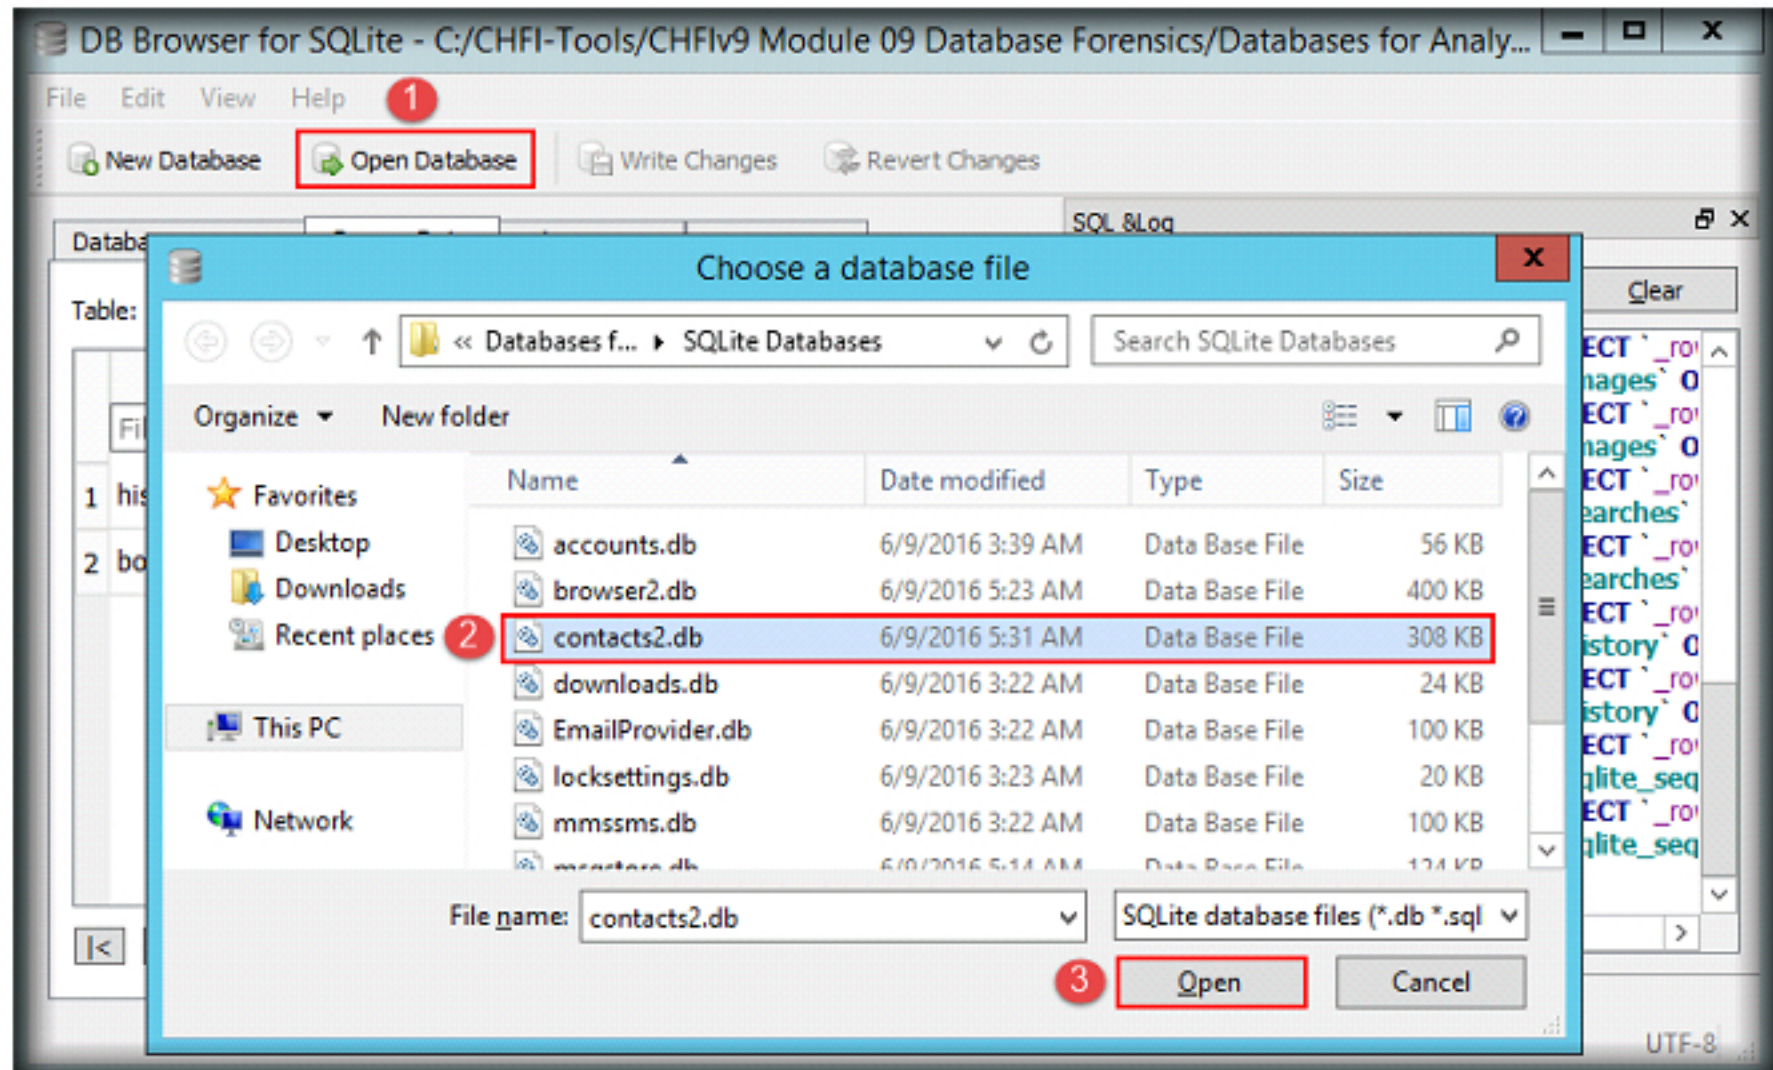 DB Browser for SQLite - C:/CHFI-Tools/CHFIv9 Module 09 Database Forensics/Databases for Analy...
File Edit View Help 1
New Database Open Database Write Changes Revert Changes
SQL &Log
Choose a database file
Clear
Table:
« Databases f... SQLite Databases Search SQLite Databases
Organize New folder
Name Date modified Type Size
1
2
Favorites
Desktop
Downloads
Recent places
This PC
Network
accounts.db 6/9/2016 3:39 AM Data Base File 56 KB
browser2.db 6/9/2016 5:23 AM Data Base File 400 KB
2 contacts2.db 6/9/2016 5:31 AM Data Base File 308 KB
downloads.db 6/9/2016 3:22 AM Data Base File 24 KB
EmailProvider.db 6/9/2016 3:22 AM Data Base File 100 KB
locksettings.db 6/9/2016 3:23 AM Data Base File 20 KB
mmssms.db 6/9/2016 3:22 AM Data Base File 100 KB
File name: contacts2.db SQLite database files (*.db *.sql
3 Open Cancel
UTF-8